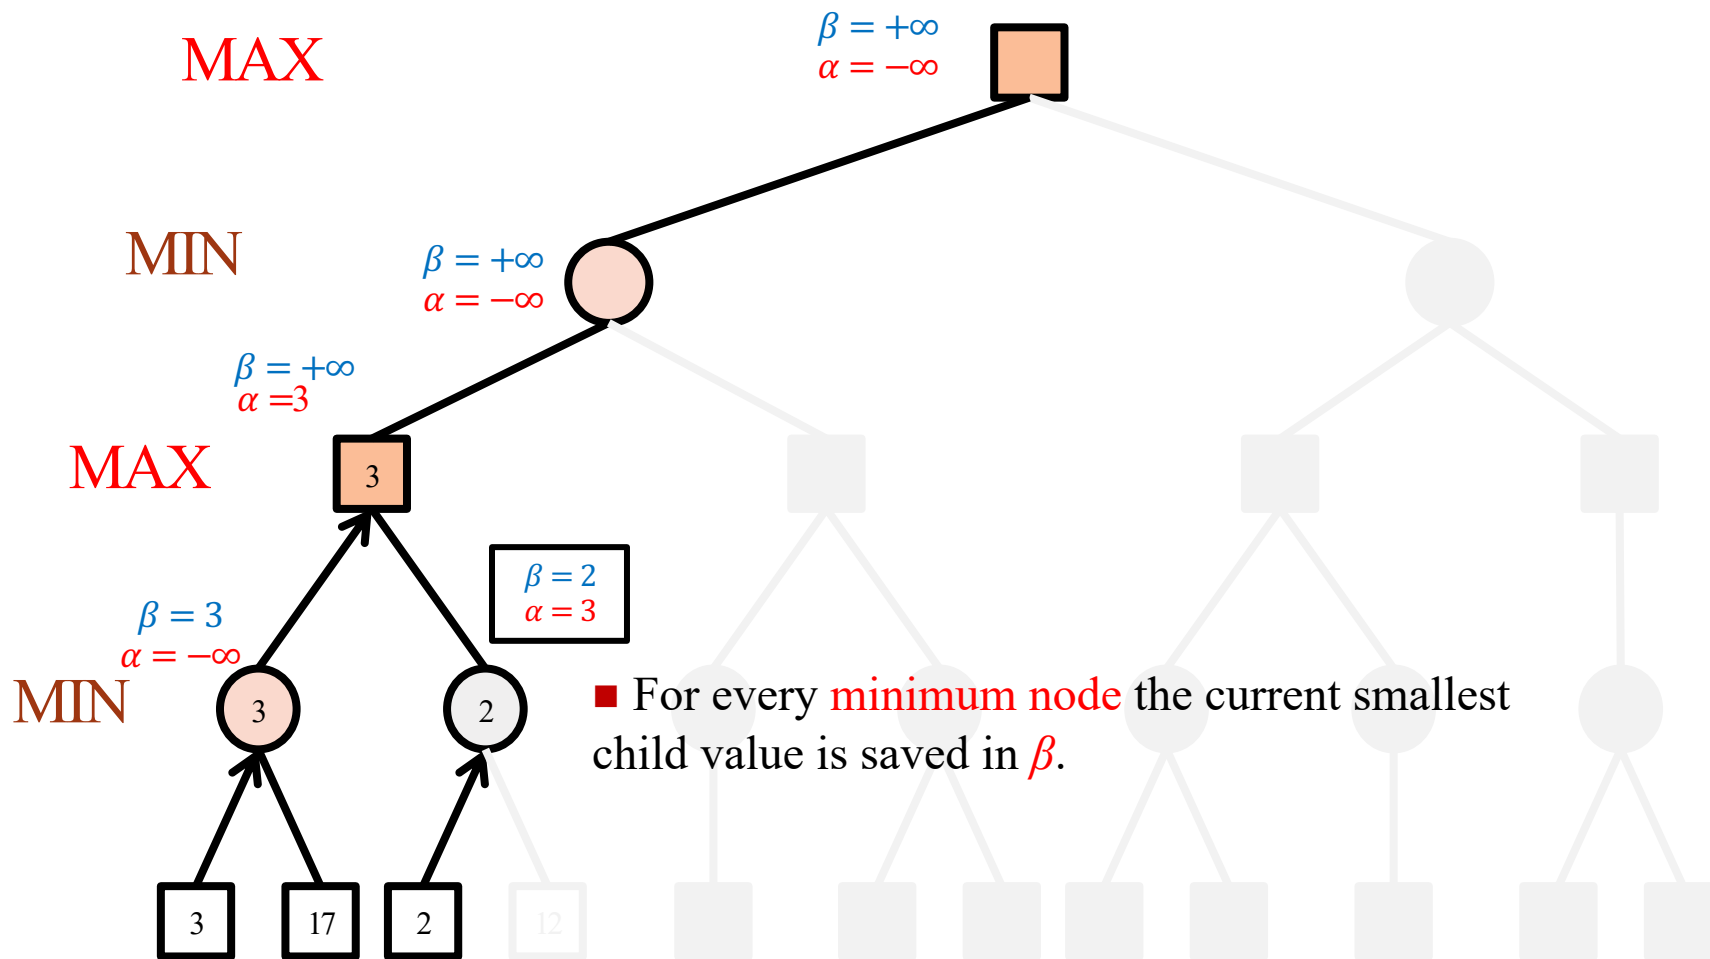 MAX
β = +∞
α = −∞
MIN
β = +∞
α = −∞
β = +∞
α =3
MAX
3
β = 2
α = 3
β = 3
α = −∞
MIN
3
2
■ For every minimum node the current smallest
child value is saved in β.
3
17
2
12